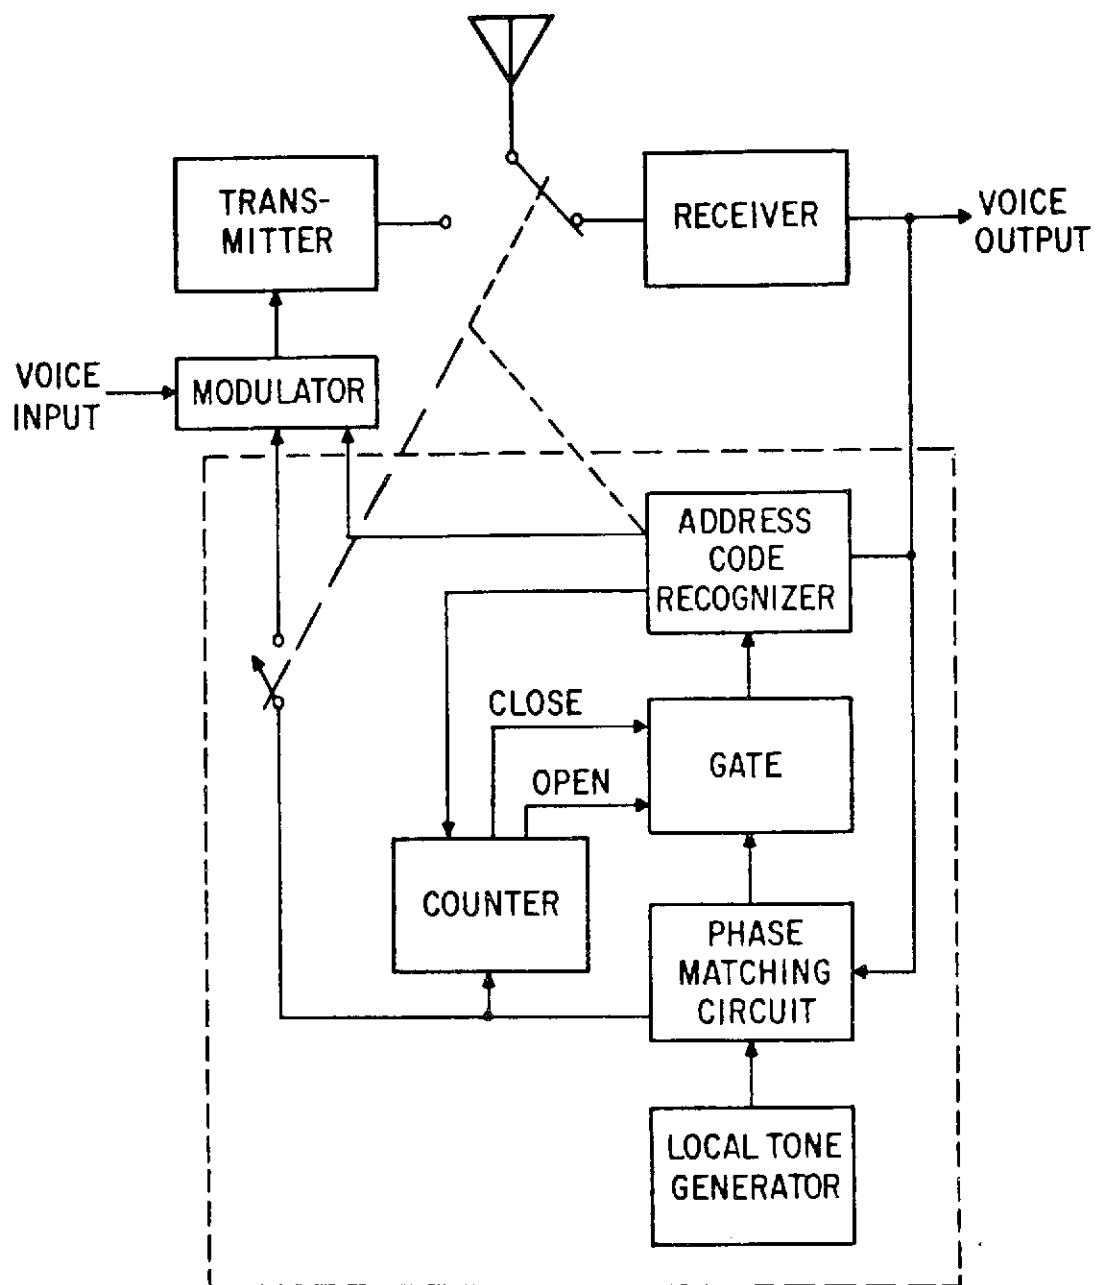 TRANS-
MITTER
RECEIVER
VOICE
OUTPUT
VOICE
INPUT
MODULATOR
ADDRESS
CODE
RECOGNIZER
CLOSE
GATE
OPEN
COUNTER
PHASE
MATCHING
CIRCUIT
LOCAL TONE
GENERATOR